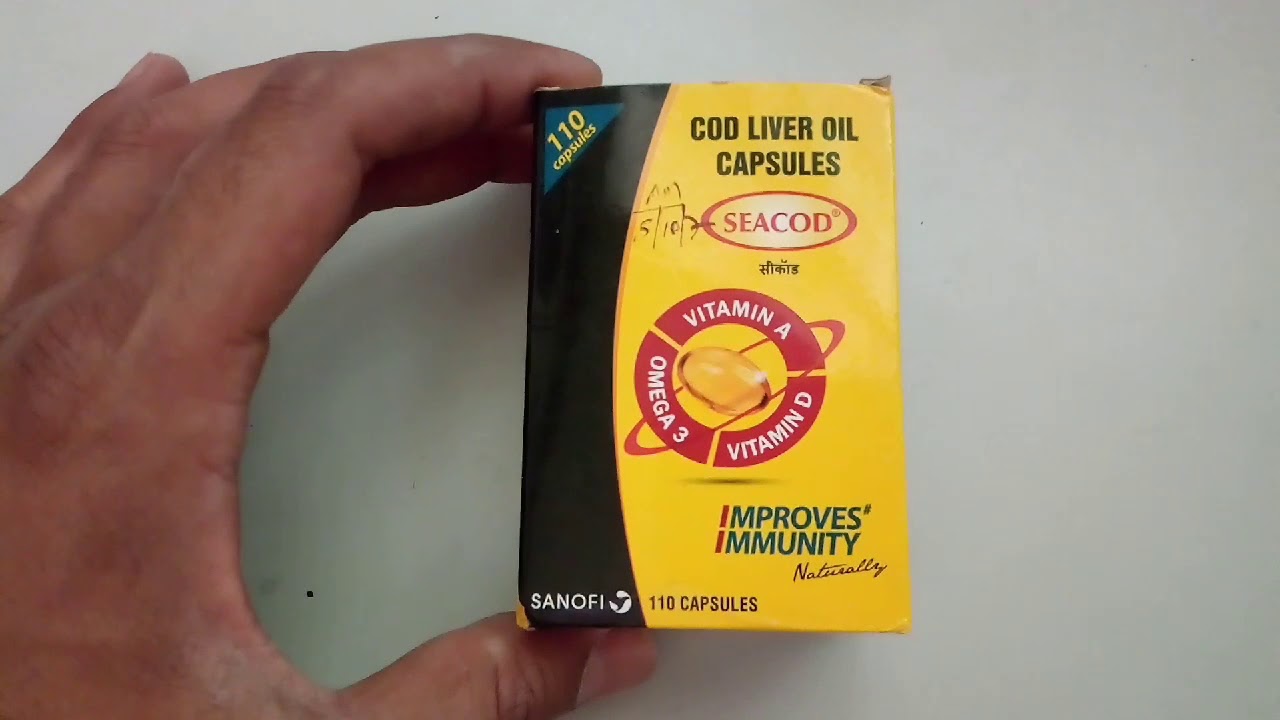 110
capsules
COD LIVER OIL
CAPSULES
SEACOD®
सीकॉड
VITAMIN A
OMEGA 3
VITAMIN D
IMPROVES#
IMMUNITY
Naturally
SANOFI
110 CAPSULES